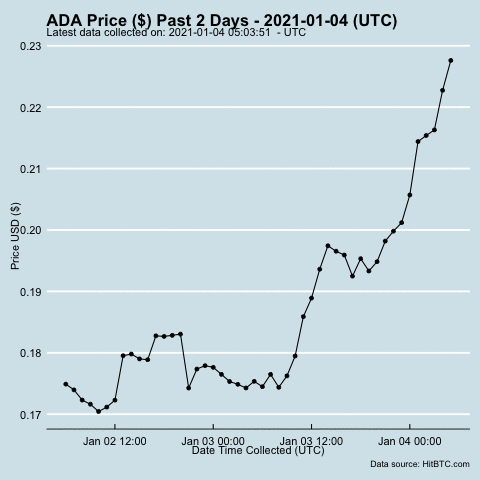 ADA Price ($) Past 2 Days - 2021-01-04 (UTC)
Latest data collected on: 2021-01-04 05:03:51 - UTC
0.23
0.22
0.21
0.20
0.19
0.18
0.17
Price USD ($)
Jan 02 12:00
Jan 03 00:00
Jan 03 12:00
Jan 04 00:00
Date Time Collected (UTC)
Data source: HitBTC.com